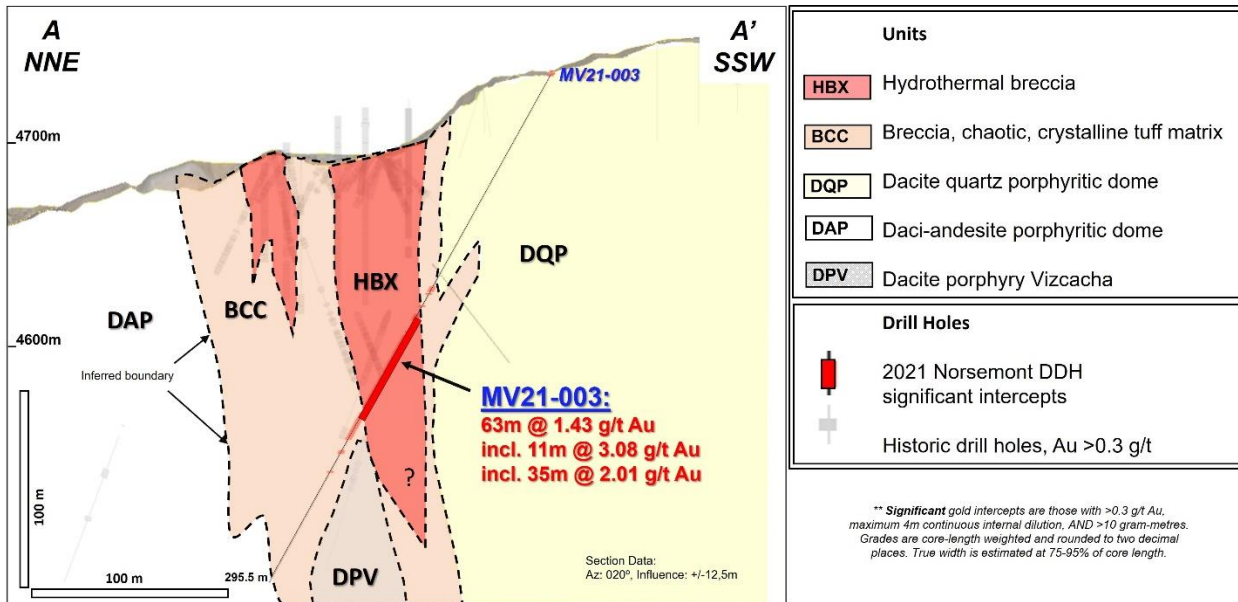 A
NNE
A'
SSW
MV21-003
4700m
4600m
DAP
BCC
HBX
DQP
DPV
Inferred boundary
MV21-003:
63m @ 1.43 g/t Au
incl. 11m @ 3.08 g/t Au
incl. 35m @ 2.01 g/t Au
?
100 m
100 m
295.5 m
Section Data:
Az: 020º, Influence: +/-12,5m
Units
HBX Hydrothermal breccia
BCC Breccia, chaotic, crystalline tuff matrix
DQP Dacite quartz porphyritic dome
DAP Daci-andesite porphyritic dome
DPV Dacite porphyry Vizcacha
Drill Holes
2021 Norsemont DDH
significant intercepts
Historic drill holes, Au >0.3 g/t
** Significant gold intercepts are those with >0.3 g/t Au,
maximum 4m continuous internal dilution, AND >10 gram-metres.
Grades are core-length weighted and rounded to two decimal
places. True width is estimated at 75-95% of core length.